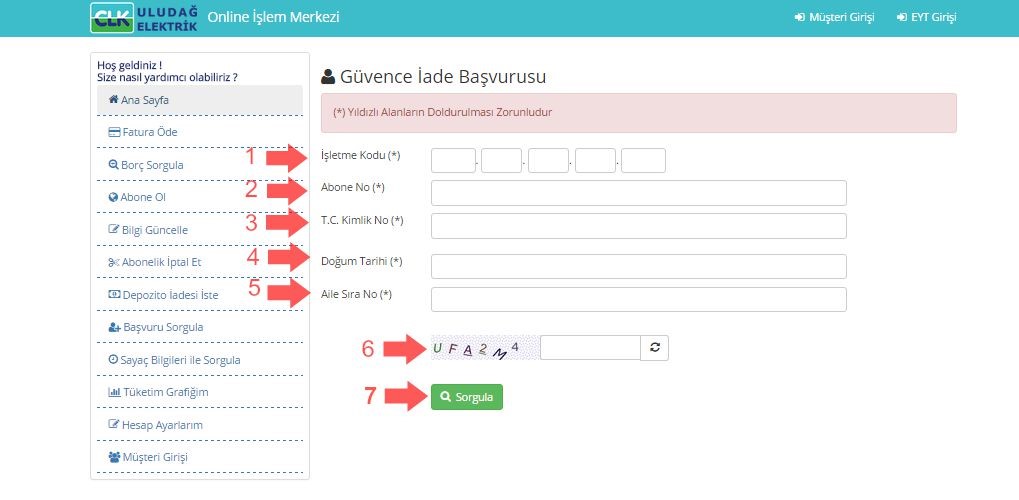 CLK ULUDAĞ
ELEKTRİK
Online İşlem Merkezi
Müşteri Girişi
EYT Girişi
Hoş geldiniz !
Size nasıl yardımcı olabiliriz ?
Ana Sayfa
Fatura Öde
Borç Sorgula
Abone Ol
Bilgi Güncelle
Abonelik İptal Et
Depozito İadesi İste
Başvuru Sorgula
Sayaç Bilgileri ile Sorgula
Tüketim Grafiğim
Hesap Ayarlarım
Müşteri Girişi
Güvence İade Başvurusu
(*) Yıldızlı Alanların Doldurulması Zorunludur
1 İşletme Kodu (*) . . . .
2 Abone No (*)
3 T.C. Kimlik No (*)
4 Doğum Tarihi (*)
5 Aile Sıra No (*)
6 UFA2M4
7 Sorgula